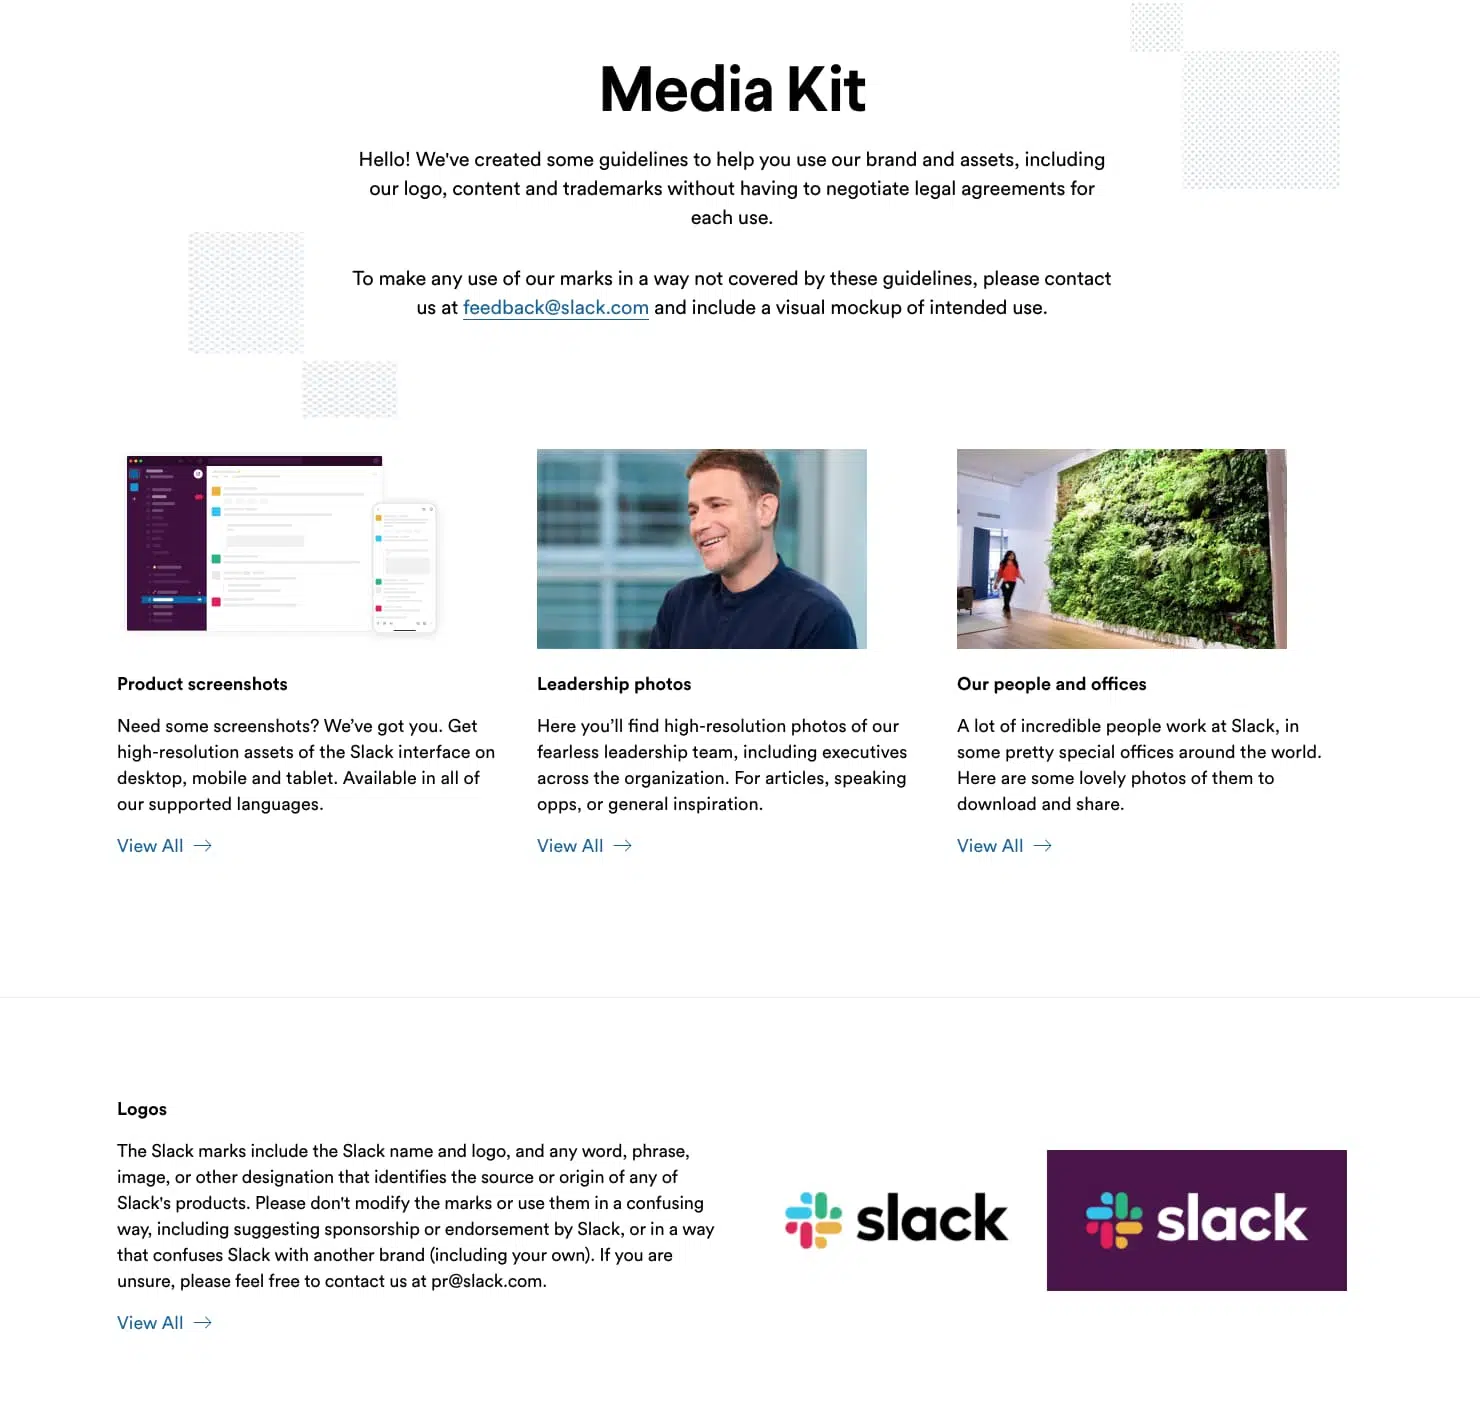 Media Kit
Hello! We've created some guidelines to help you use our brand and assets, including
our logo, content and trademarks without having to negotiate legal agreements for
each use.
To make any use of our marks in a way not covered by these guidelines, please contact
us at feedback@slack.com and include a visual mockup of intended use.
Product screenshots
Need some screenshots? We’ve got you. Get
high-resolution assets of the Slack interface on
desktop, mobile and tablet. Available in all of
our supported languages.
View All
Leadership photos
Here you’ll find high-resolution photos of our
fearless leadership team, including executives
across the organization. For articles, speaking
opps, or general inspiration.
View All
Our people and offices
A lot of incredible people work at Slack, in
some pretty special offices around the world.
Here are some lovely photos of them to
download and share.
View All
Logos
The Slack marks include the Slack name and logo, and any word, phrase,
image, or other designation that identifies the source or origin of any of
Slack's products. Please don't modify the marks or use them in a confusing
way, including suggesting sponsorship or endorsement by Slack, or in a way
that confuses Slack with another brand (including your own). If you are
unsure, please feel free to contact us at pr@slack.com.
View All
slack
slack